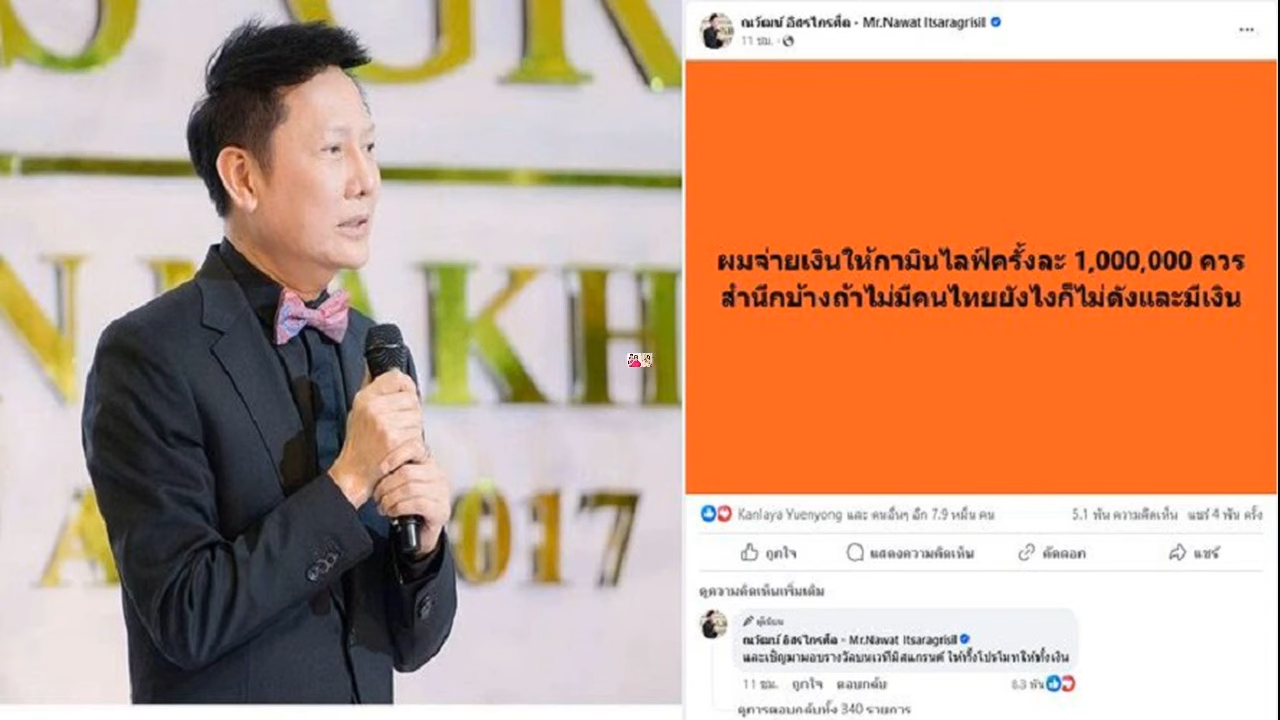 UR
NNAKH
A 2017
ณวัฒน์ อิสรไกรศีล - Mr.Nawat Itsaragrisil
11 ชม.
ผมจ่ายเงินให้กามินไลฟ์ครั้งละ 1,000,000 ควร
สำนึกบ้างถ้าไม่มีคนไทยยังไงก็ไม่ดังและมีเงิน
Kanlaya Yuenyong และ คนอื่นๆ อีก 7.9 หมื่น คน 5.1 พัน ความคิดเห็น แชร์ 4 พัน ครั้ง
ถูกใจ แสดงความคิดเห็น คัดลอก แชร์
ดูความคิดเห็นเพิ่มเติม
ผู้เขียน
ณวัฒน์ อิสรไกรศีล - Mr.Nawat Itsaragrisil
และเชิญมามอบรางวัลบนเวทีมิสแกรนด์ ให้ทั้งโปรโมทให้ทั้งเงิน
11 ชม. ถูกใจ ตอบกลับ 6.3 พัน
ดูการตอบกลับทั้ง 340 รายการ